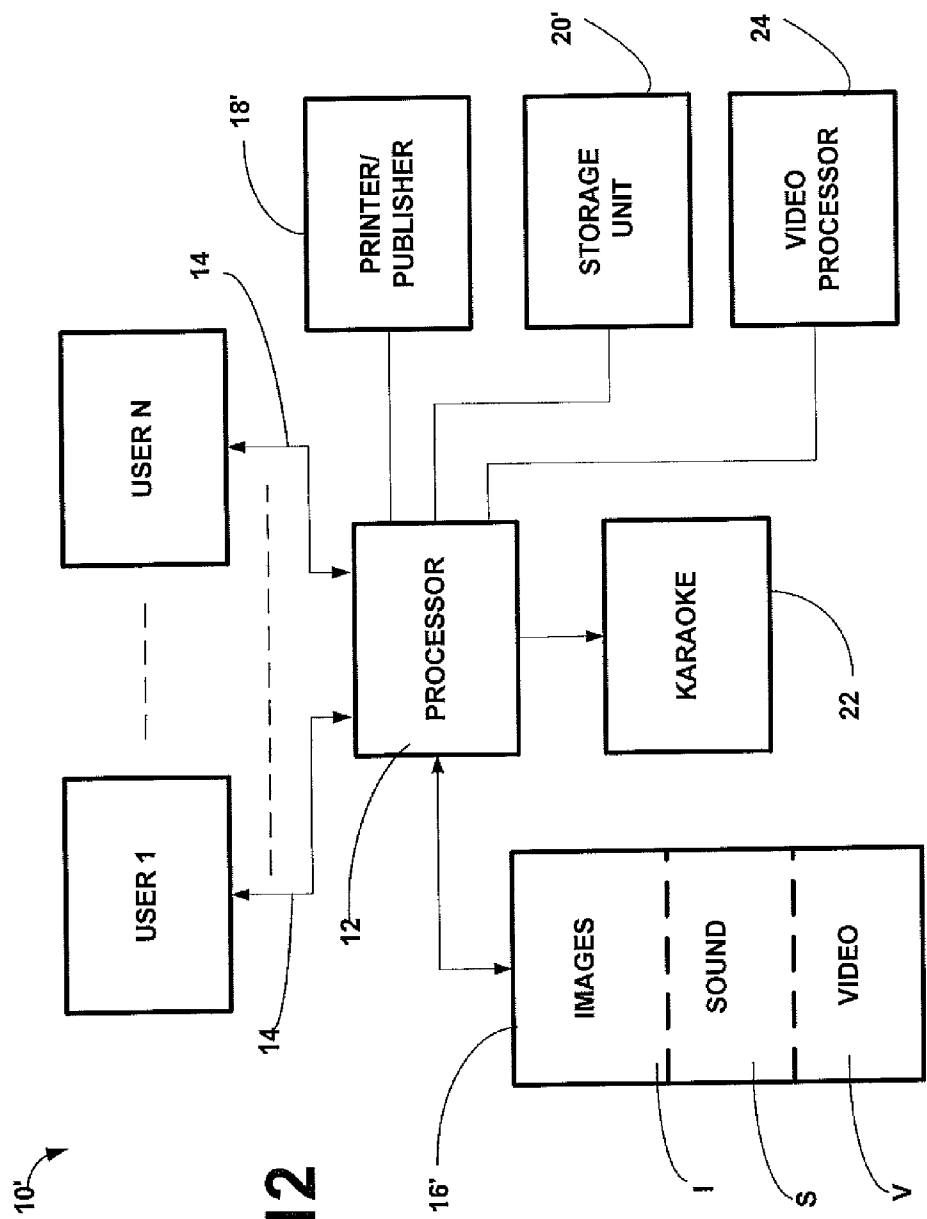 10'
USER 1
USER N
14
14
18'
PRINTER/
PUBLISHER
12
PROCESSOR
20'
STORAGE
UNIT
16'
IMAGES
SOUND
VIDEO
I
S
V
KARAOKE
22
24
VIDEO
PROCESSOR
12